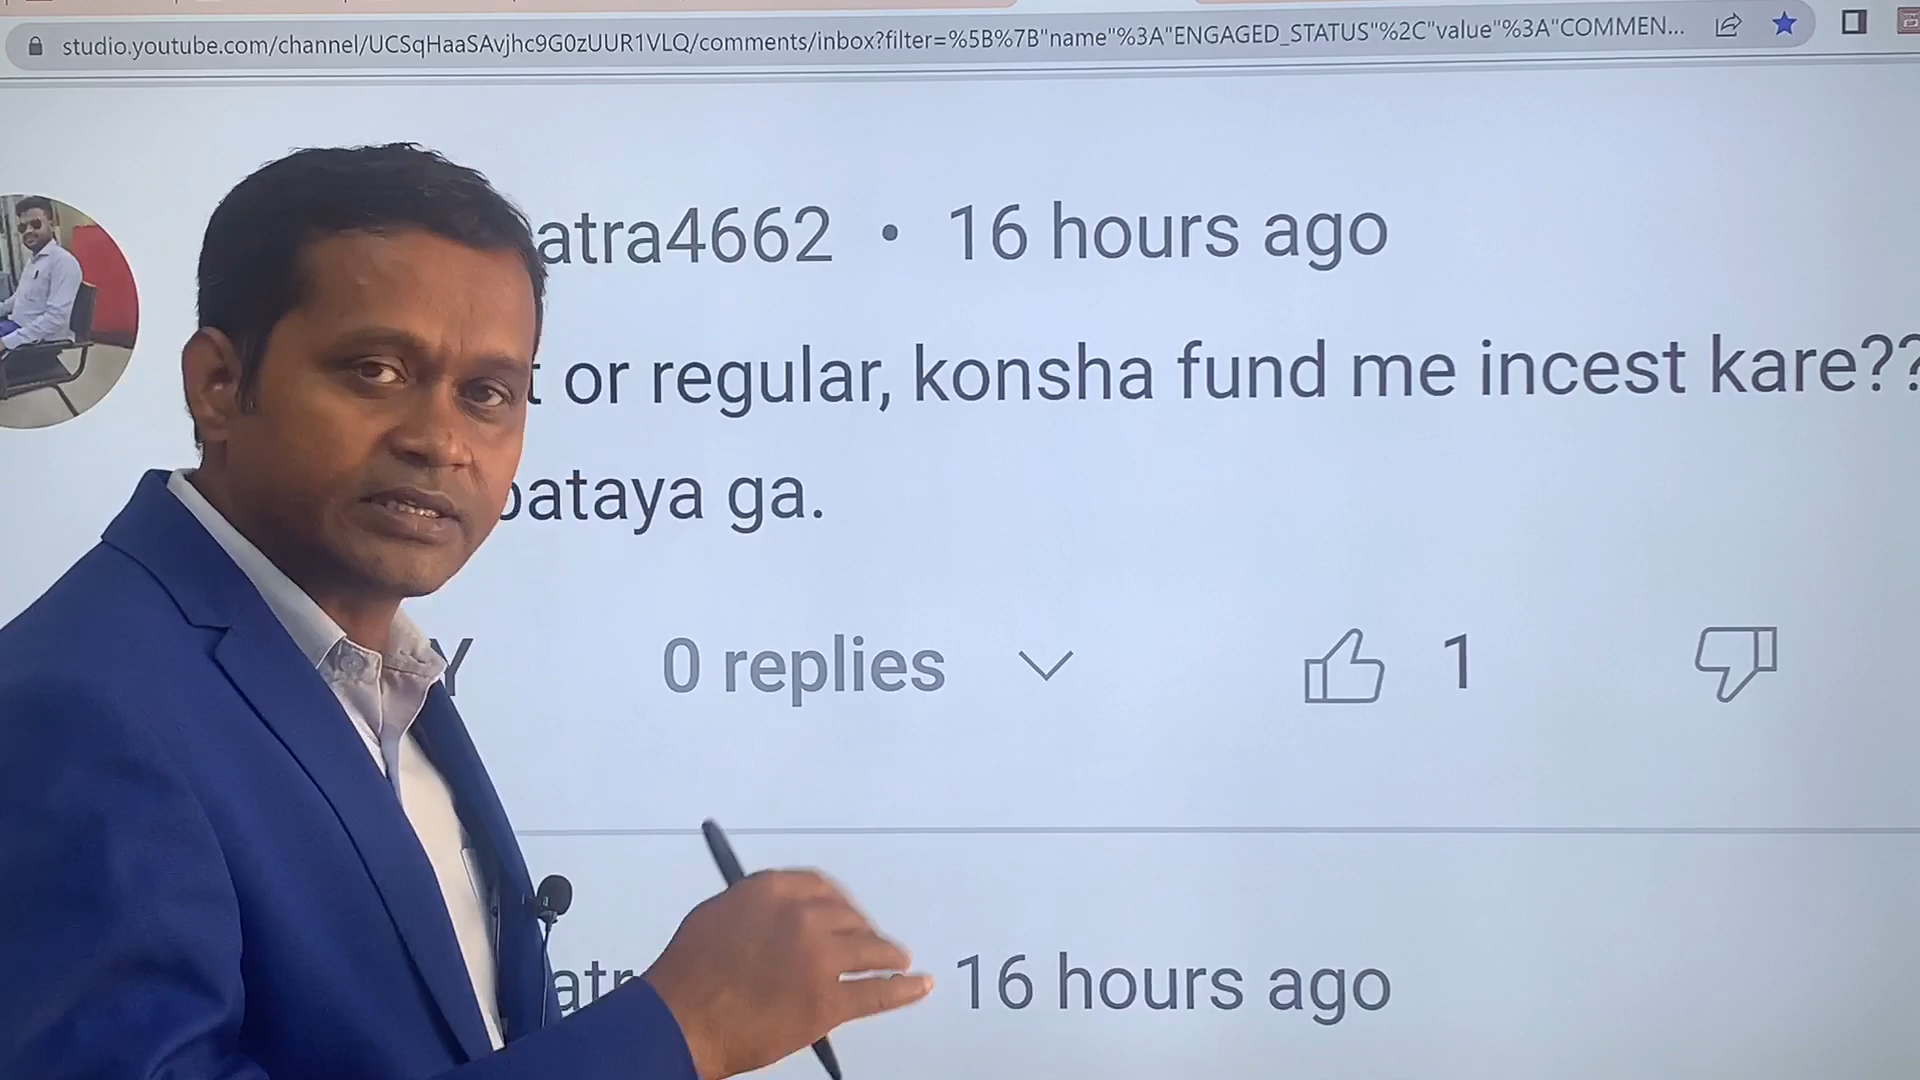 studio.youtube.com/channel/UCSqHaaSAvjhc9G0zUUR1VLQ/comments/inbox?filter=%5B%7B"name"%3A"ENGAGED_STATUS"%2C"value"%3A"COMMEN...
atra4662 • 16 hours ago
t or regular, konsha fund me incest kare??
bataya ga.
Y 0 replies 1
atr 16 hours ago